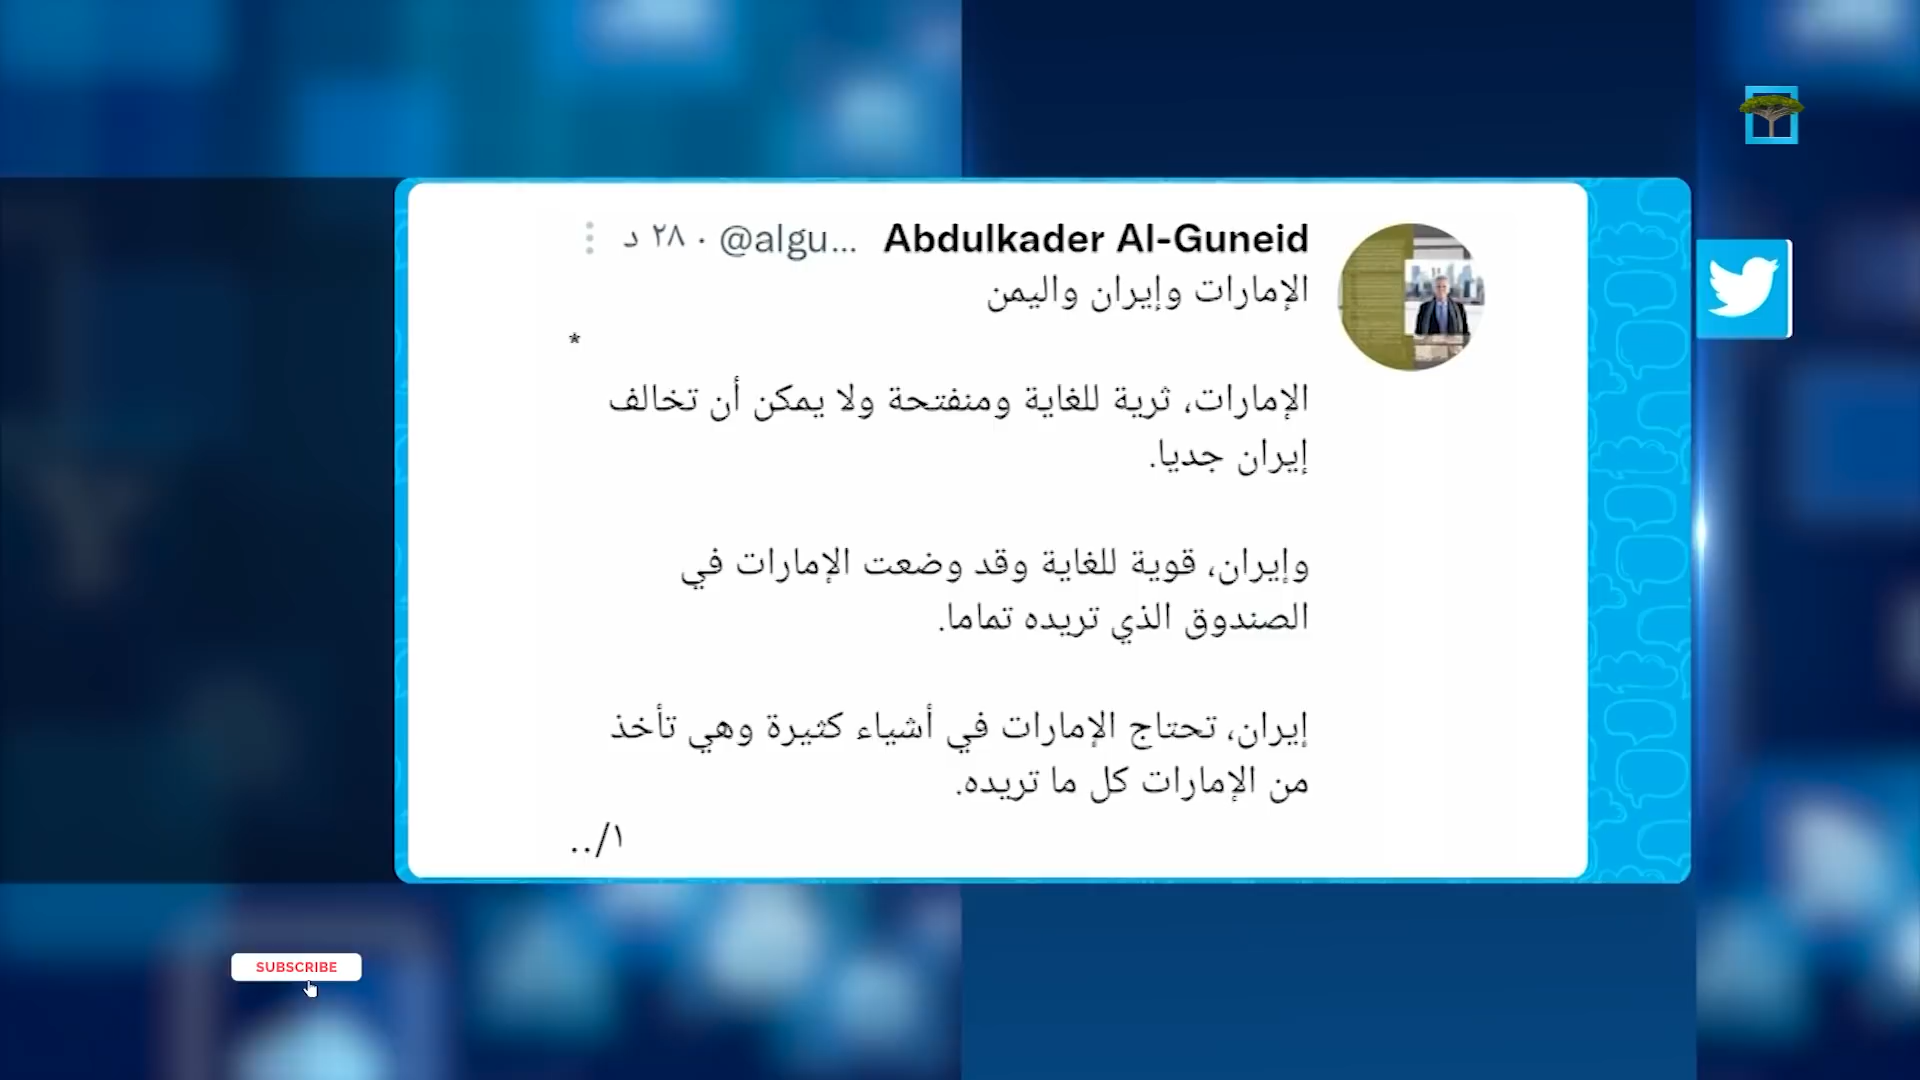 Abdulkader Al-Guneid @algu... · ٢٨ د
الإمارات وإيران واليمن
*
الإمارات، ثرية للغاية ومنفتحة ولا يمكن أن تخالف
إيران جديا.
وإيران، قوية للغاية وقد وضعت الإمارات في
الصندوق الذي تريده تماما.
إيران، تحتاج الإمارات في أشياء كثيرة وهي تأخذ
من الإمارات كل ما تريده.
١/..
SUBSCRIBE